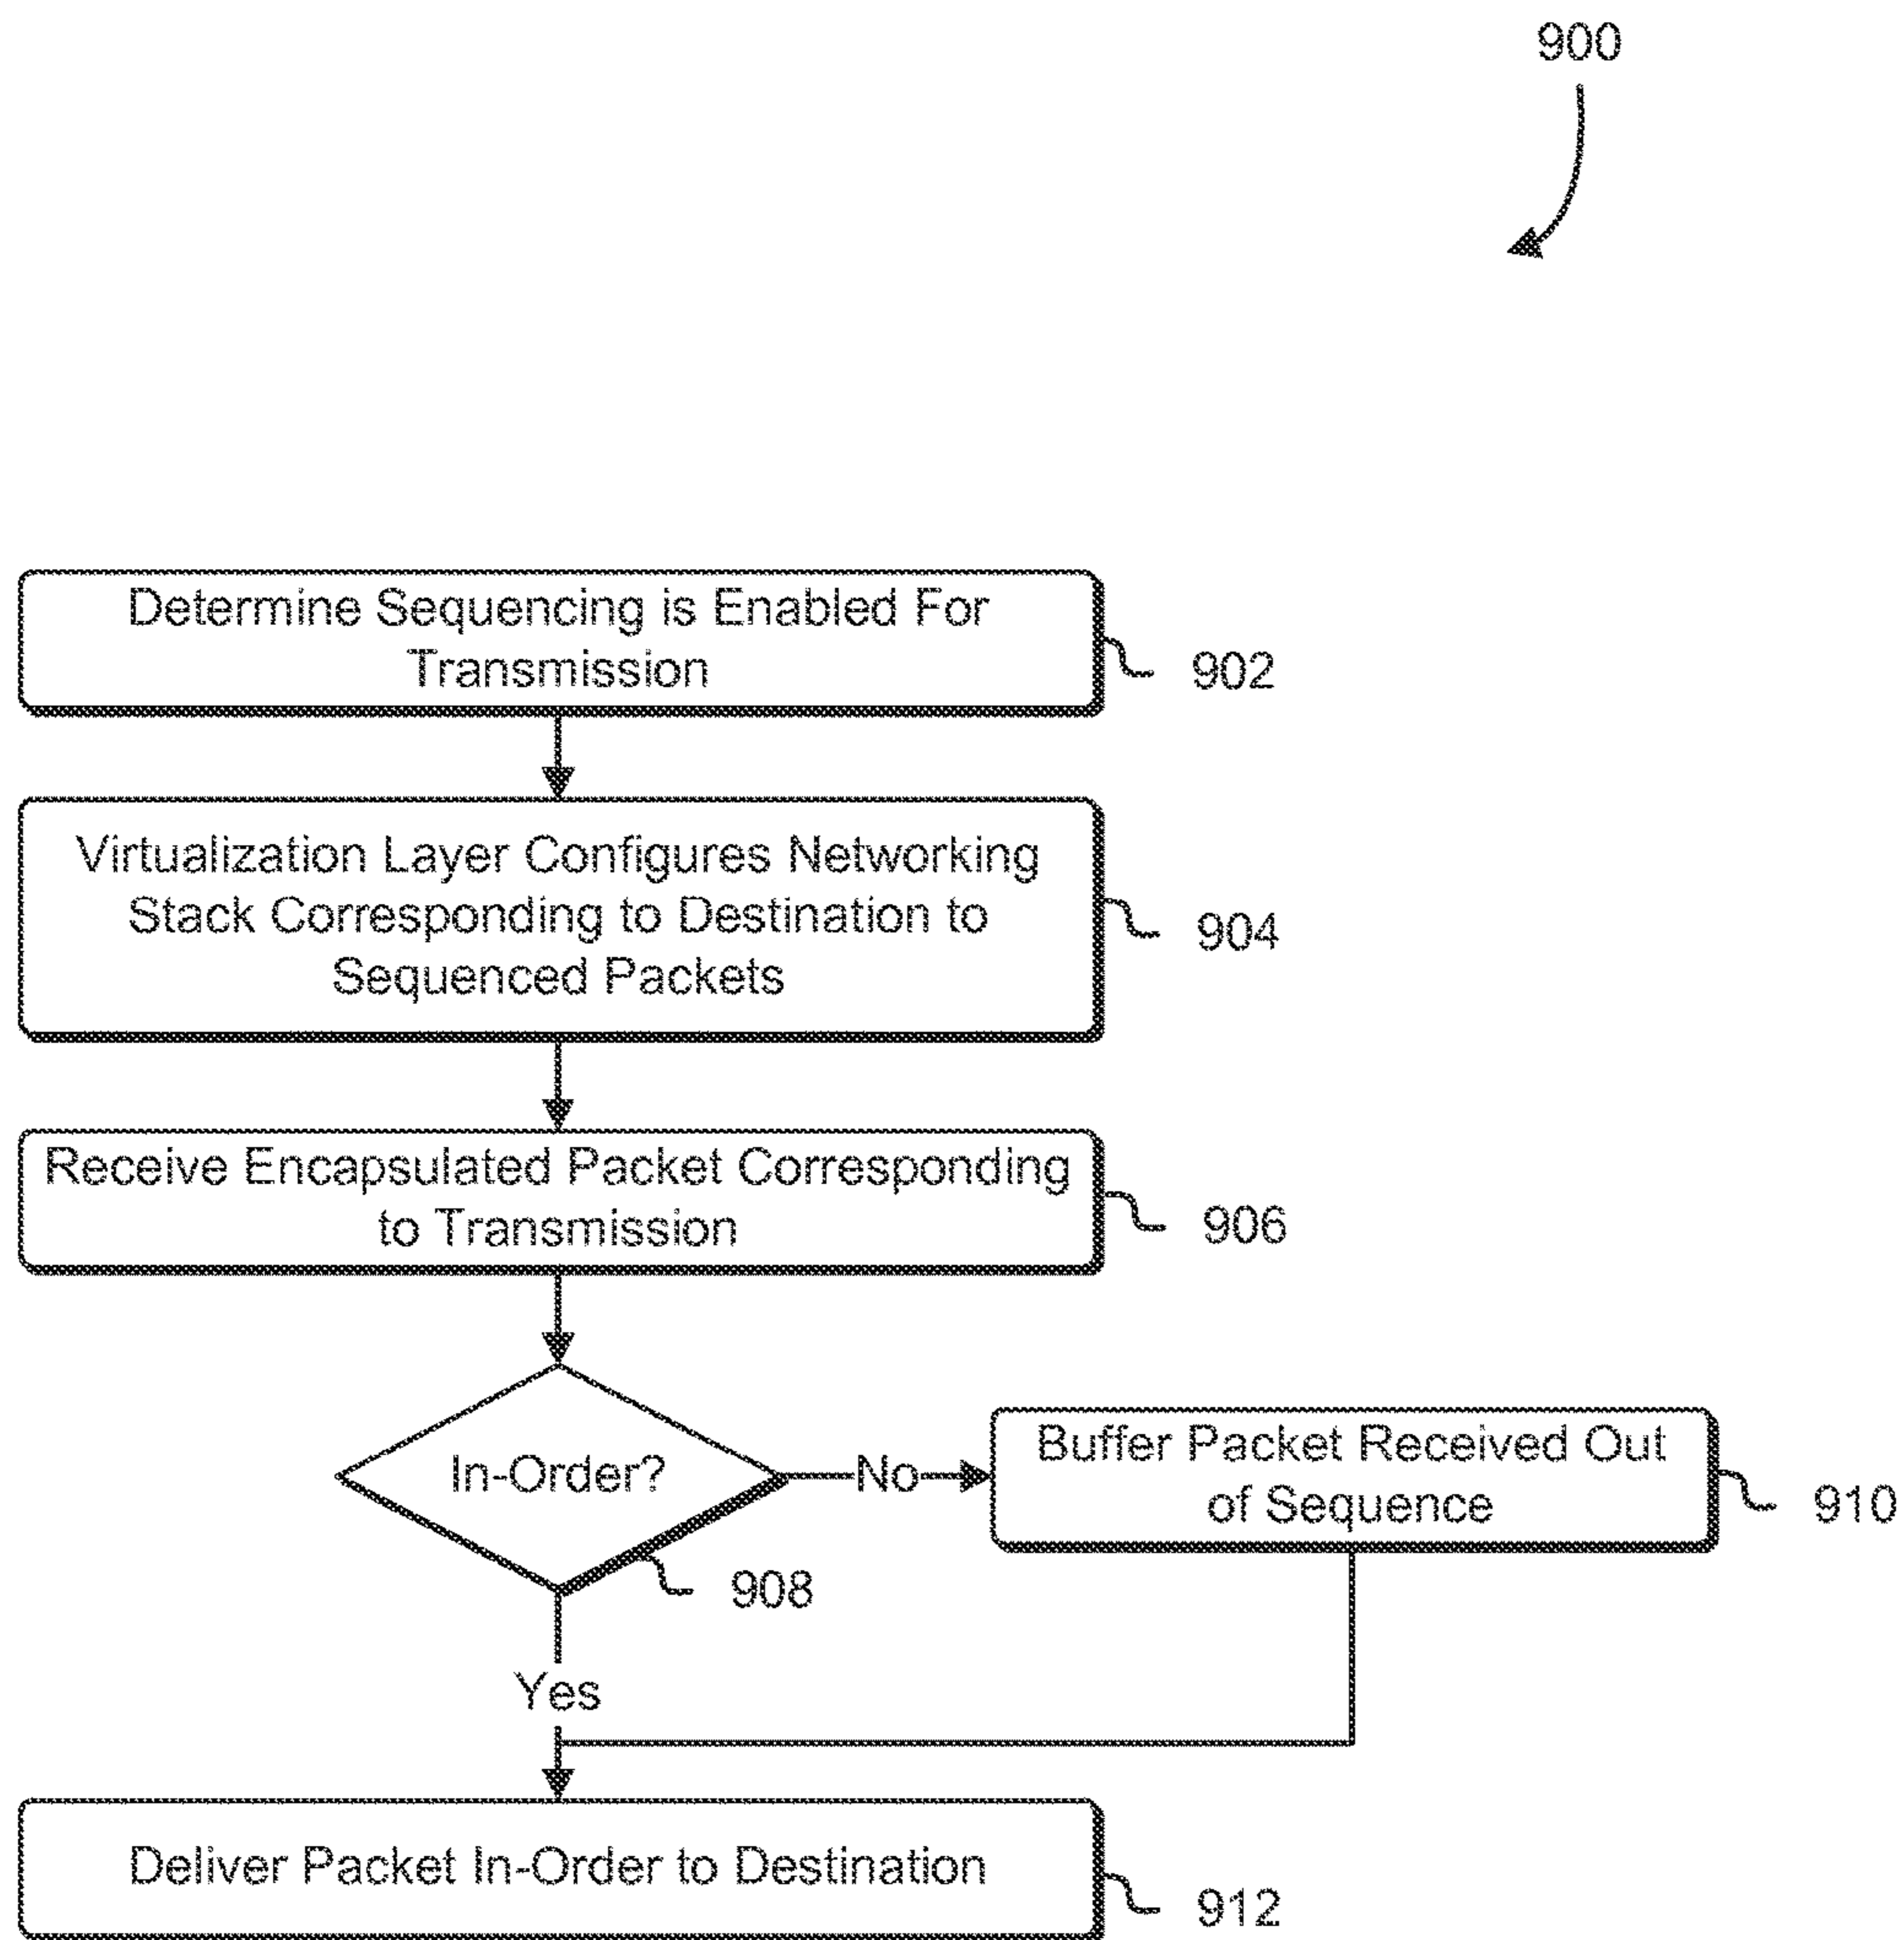 900
Determine Sequencing is Enabled For
Transmission
902
Virtualization Layer Configures Networking
Stack Corresponding to Destination to
Sequenced Packets
904
Receive Encapsulated Packet Corresponding
to Transmission
906
In-Order?
No
Buffer Packet Received Out
of Sequence
910
908
Yes
Deliver Packet In-Order to Destination
912